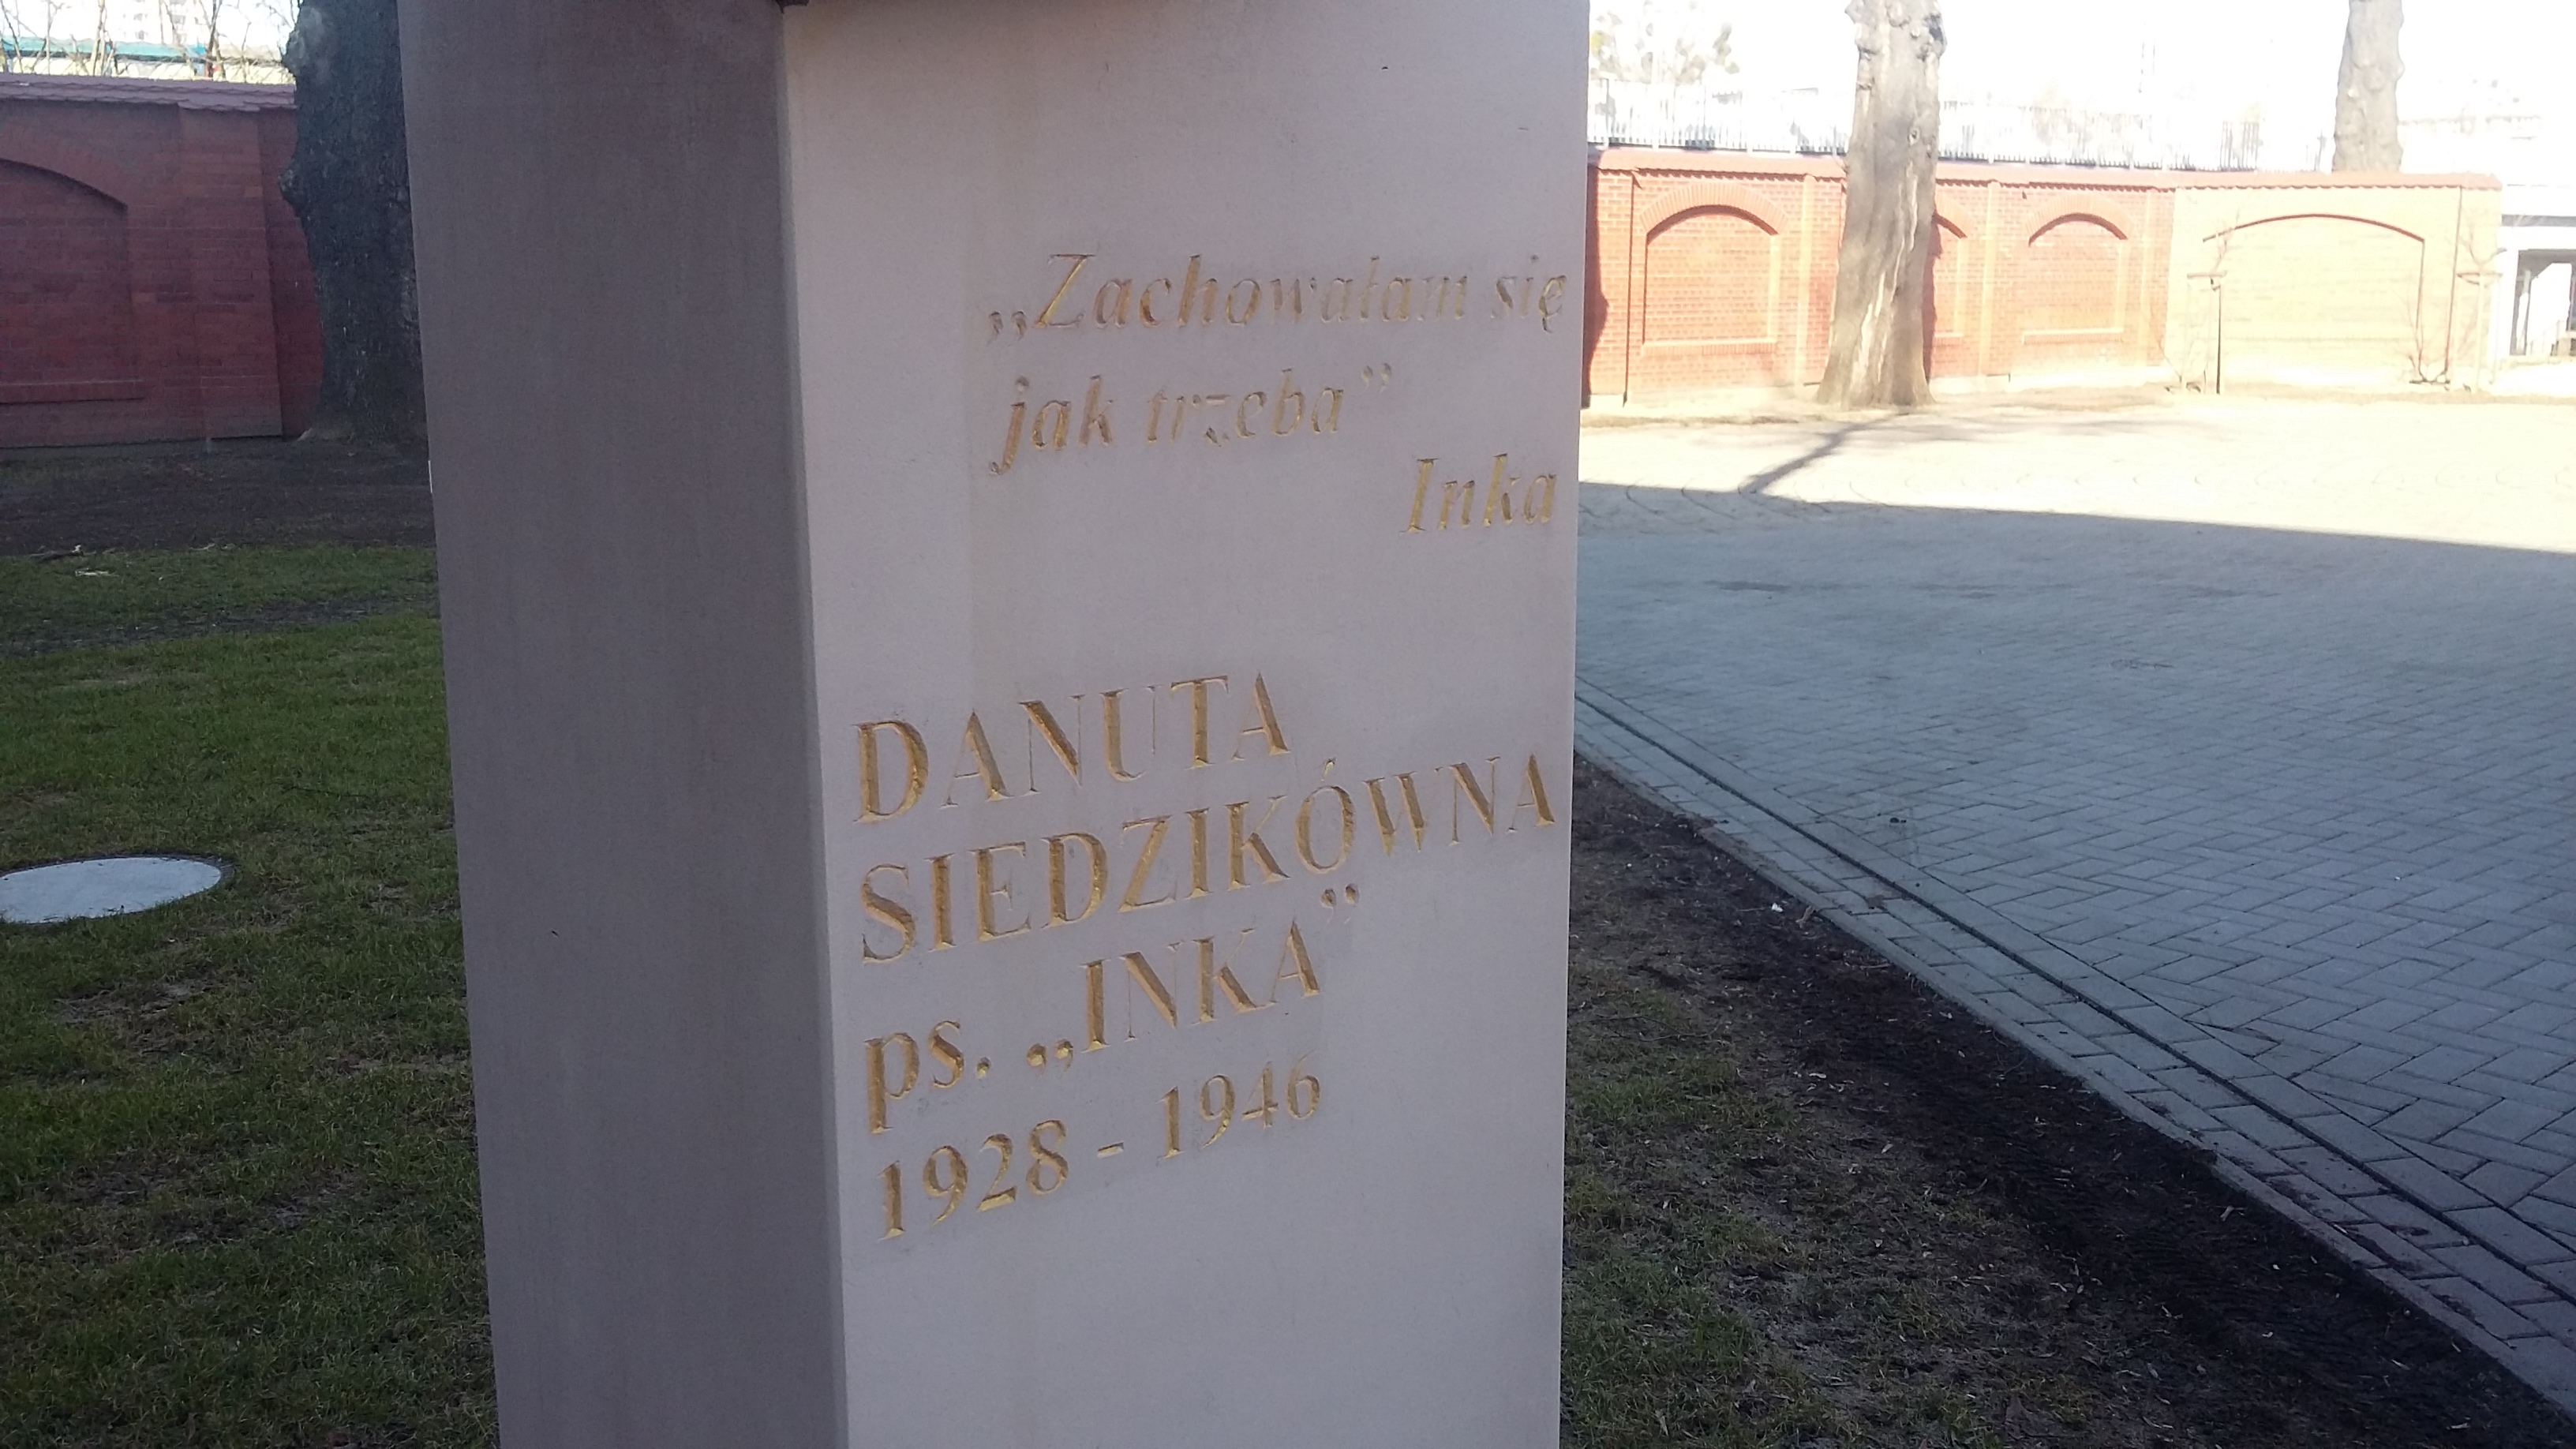 „Zachowałam się
jak trzeba”
Inka
DANUTA
SIEDZIKÓWNA
ps. „INKA”
1928 - 1946